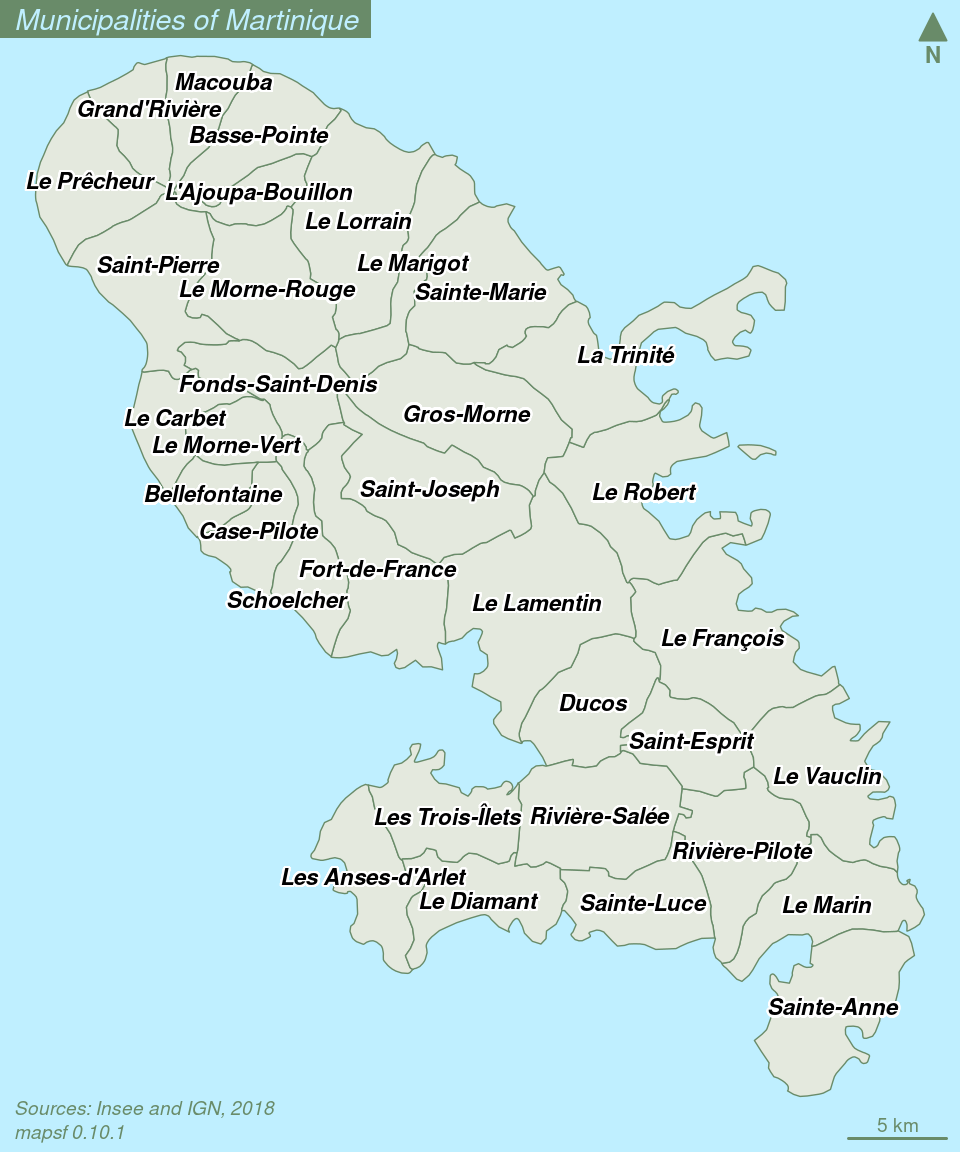 Municipalities of Martinique
N
Macouba
Grand'Rivière
Basse-Pointe
Le Prêcheur
L'Ajoupa-Bouillon
Le Lorrain
Saint-Pierre
Le Marigot
Le Morne-Rouge
Sainte-Marie
La Trinité
Fonds-Saint-Denis
Gros-Morne
Le Carbet
Le Morne-Vert
Saint-Joseph
Le Robert
Bellefontaine
Case-Pilote
Fort-de-France
Schoelcher
Le Lamentin
Le François
Ducos
Saint-Esprit
Le Vauclin
Les Trois-Îlets
Rivière-Salée
Rivière-Pilote
Les Anses-d'Arlet
Le Diamant
Sainte-Luce
Le Marin
Sainte-Anne
Sources: Insee and IGN, 2018
mapsf 0.10.1
5 km